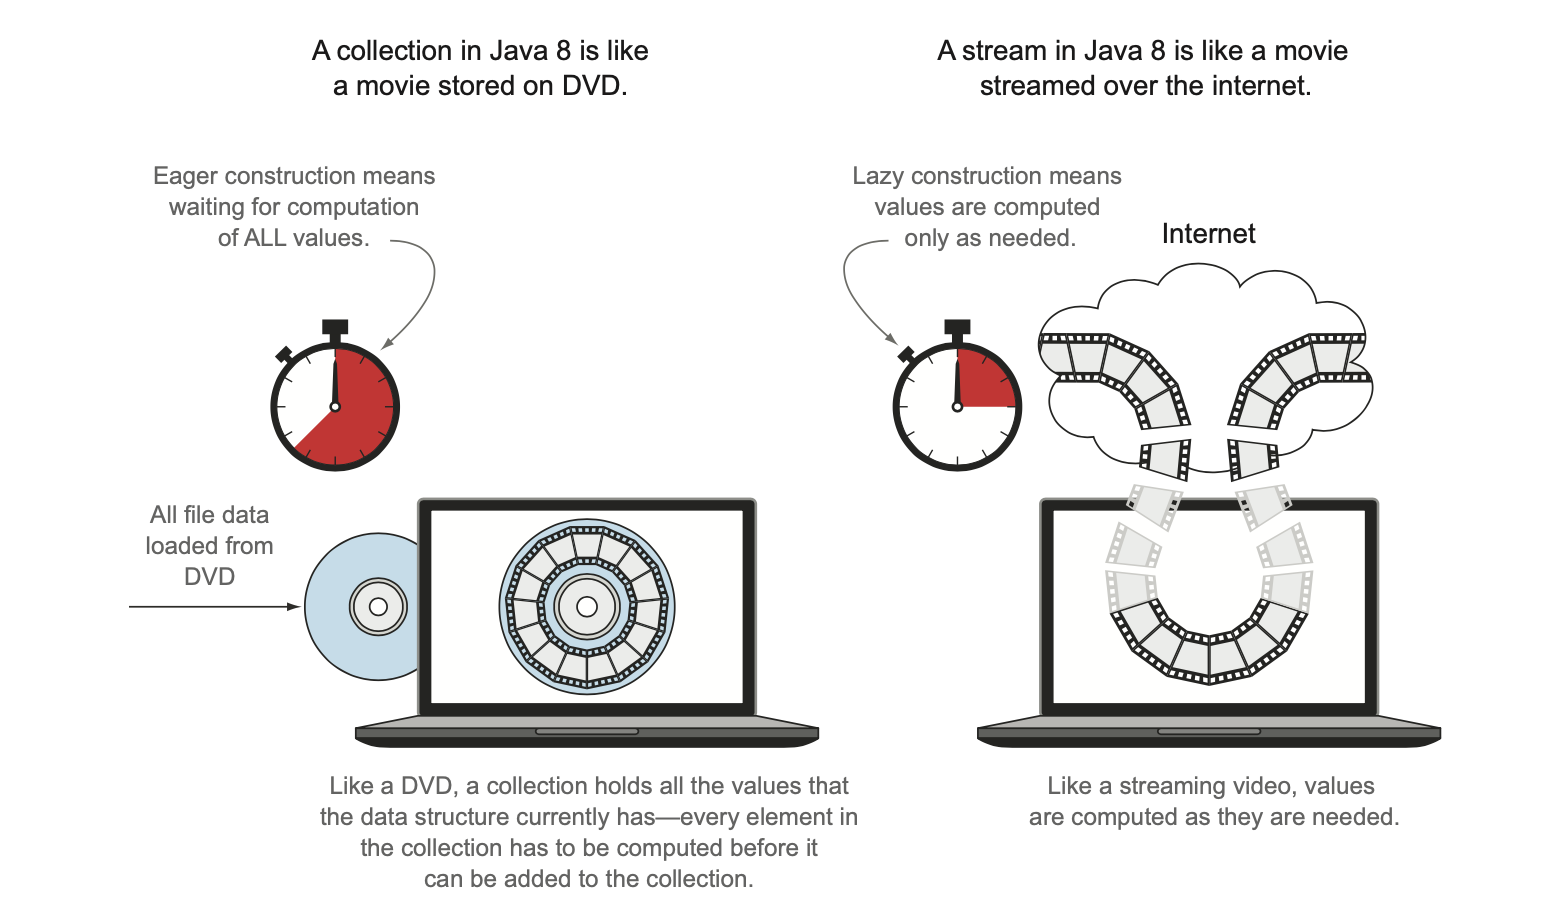 A collection in Java 8 is like
a movie stored on DVD.
A stream in Java 8 is like a movie
streamed over the internet.
Eager construction means
waiting for computation
of ALL values.
Lazy construction means
values are computed
only as needed.
Internet
All file data
loaded from
DVD
Like a DVD, a collection holds all the values that
the data structure currently has—every element in
the collection has to be computed before it
can be added to the collection.
Like a streaming video, values
are computed as they are needed.